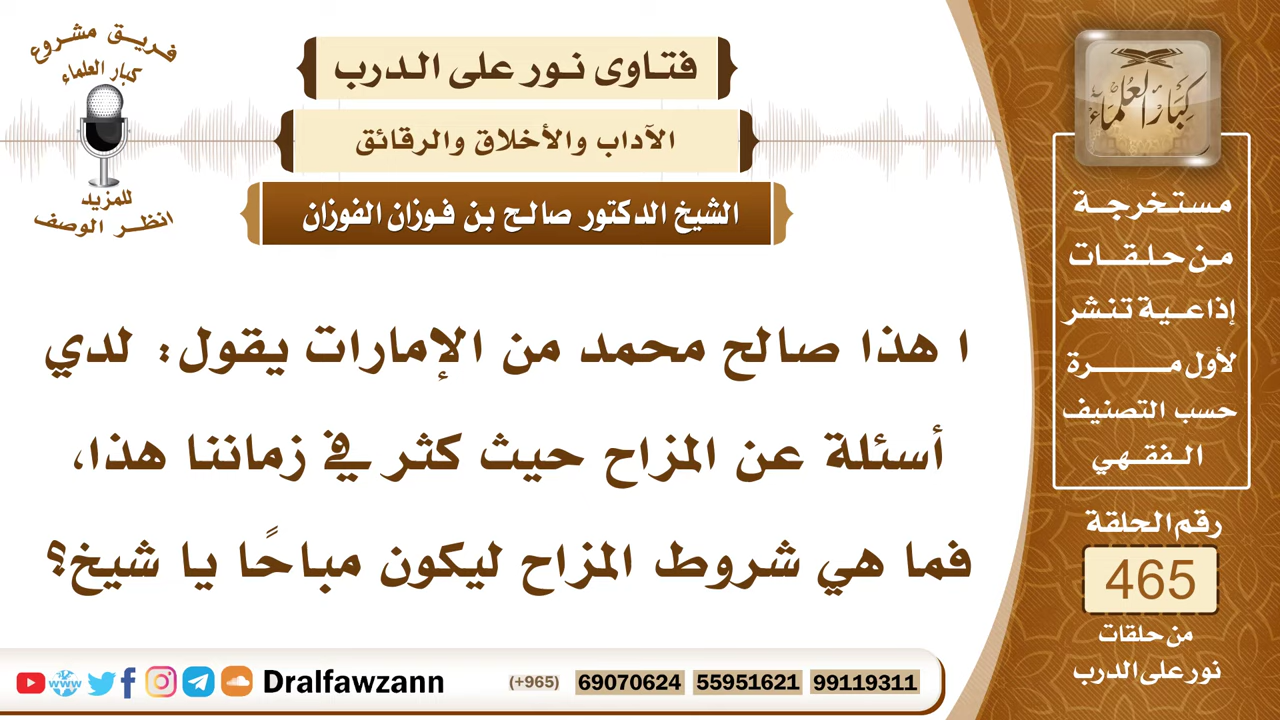 فريق مشروع
كبار العلماء
للمزيد
انظر الوصف
فتاوى نور على الدرب
الآداب والأخلاق والرقائق
الشيخ الدكتور صالح بن فوزان الفوزان
ا هذا صالح محمد من الإمارات يقول: لدي
أسئلة عن المزاح حيث كثر في زماننا هذا،
فما هي شروط المزاح ليكون مباحًا يا شيخ؟
كبار العلماء
مستخرجة
من حلقات
إذاعية تنشر
لأول مرة
حسب التصنيف
الفقهي
رقم الحلقة
465
من حلقات
نور على الدرب
www Dralfawzann (+965) 69070624 55951621 99119311